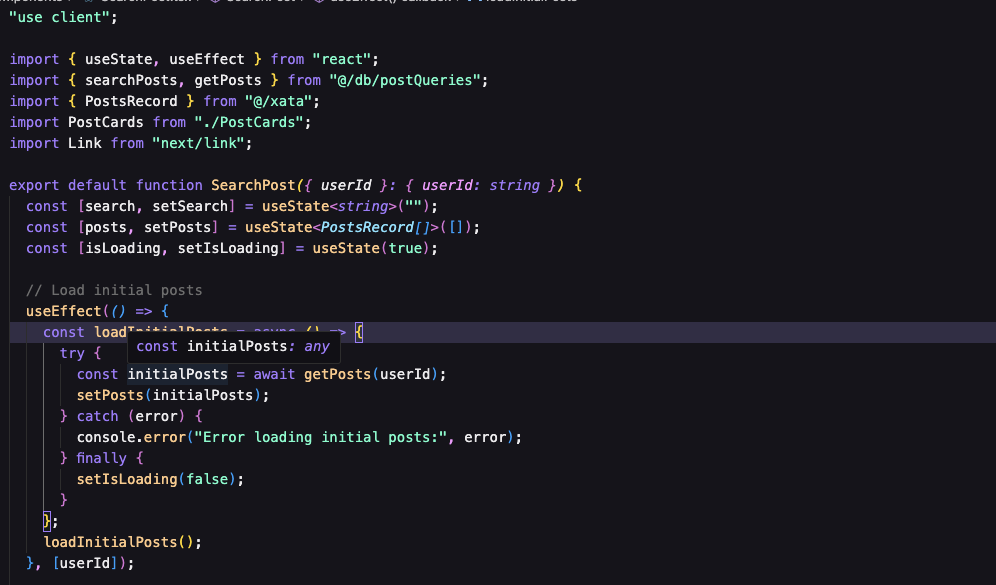 "use client";
import { useState, useEffect } from "react";
import { searchPosts, getPosts } from "@/db/postQueries";
import { PostsRecord } from "@/xata";
import PostCards from "./PostCards";
import Link from "next/link";
export default function SearchPost({ userId }: { userId: string }) {
const [search, setSearch] = useState<string>("");
const [posts, setPosts] = useState<PostsRecord[]>([]);
const [isLoading, setIsLoading] = useState(true);
// Load initial posts
useEffect(() => {
const loadInitialPosts = async () => {
const initialPosts: any
try {
const initialPosts = await getPosts(userId);
setPosts(initialPosts);
} catch (error) {
console.error("Error loading initial posts:", error);
} finally {
setIsLoading(false);
}
};
loadInitialPosts();
}, [userId]);